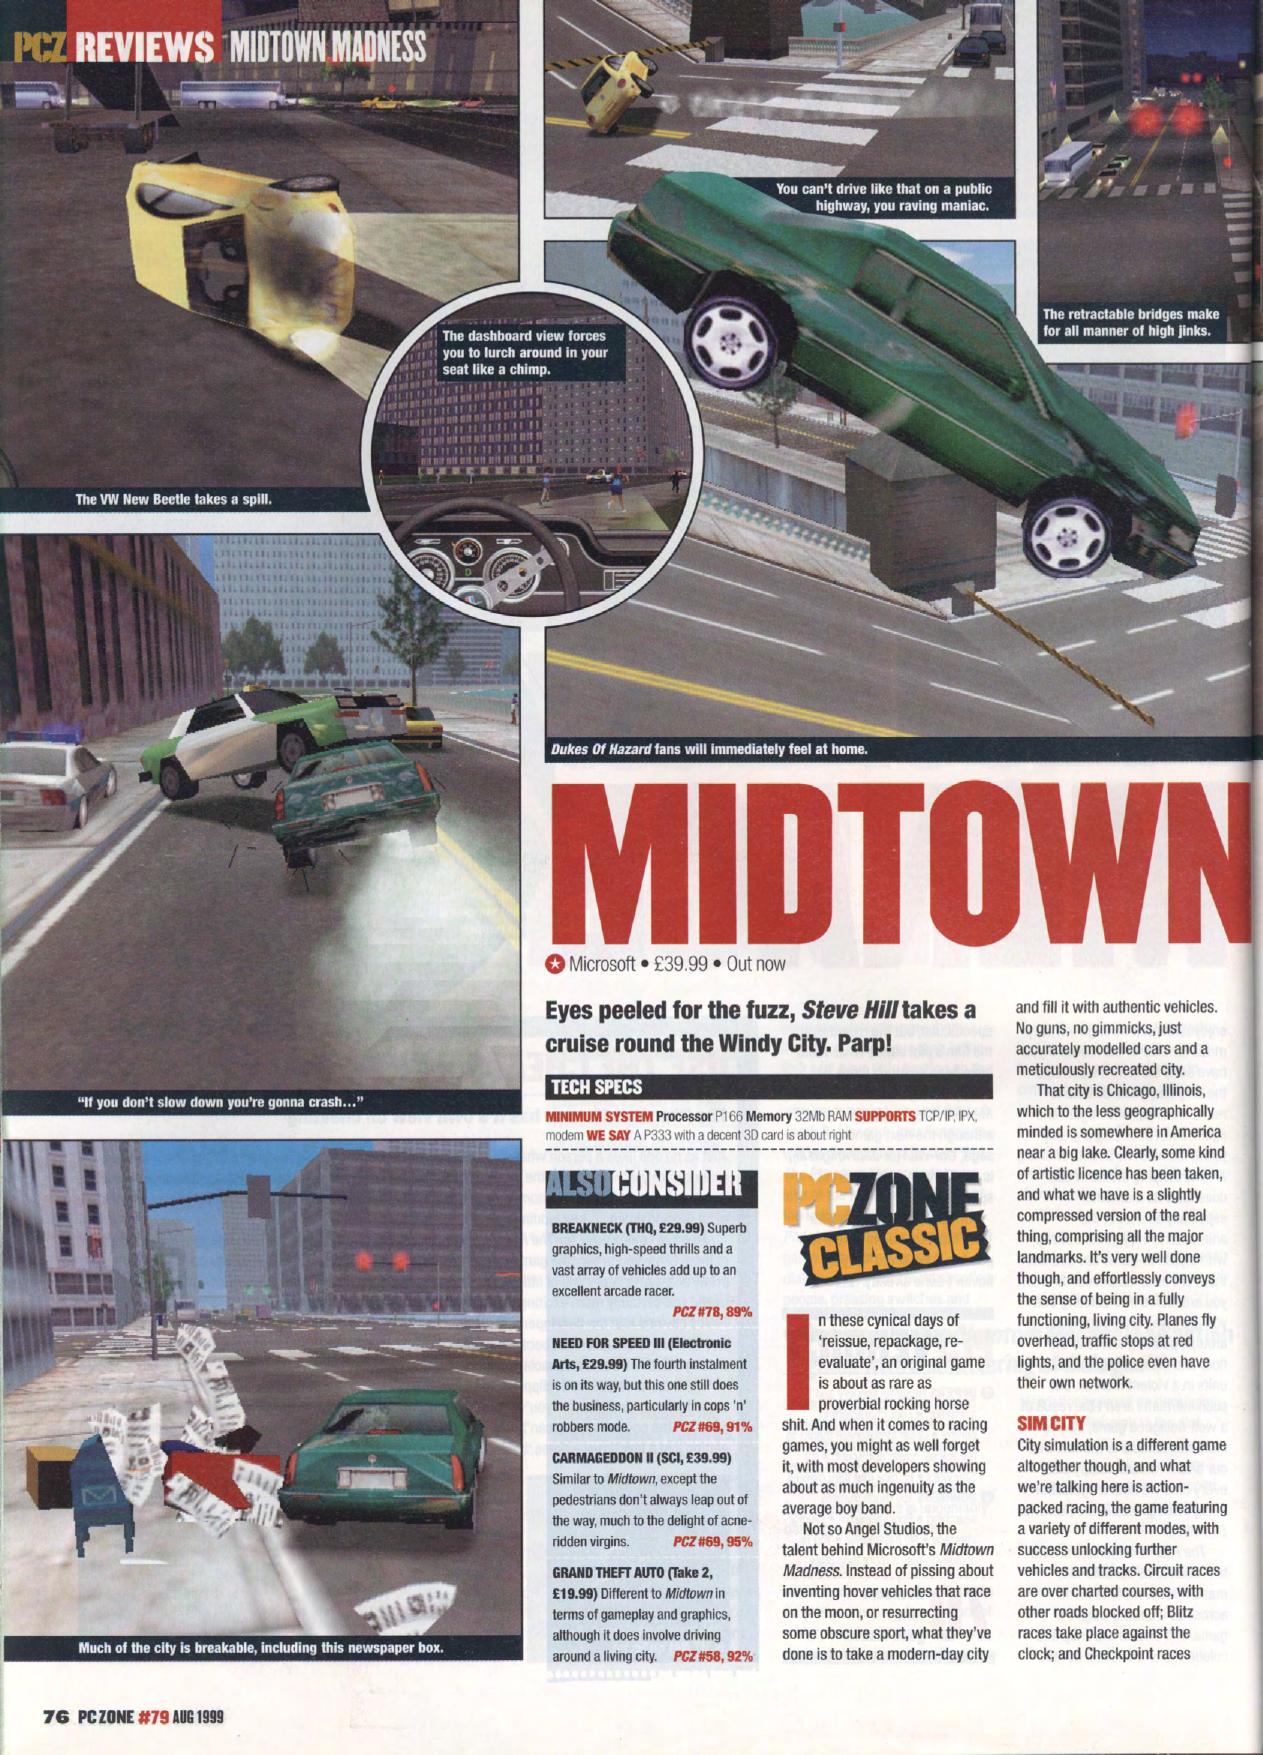 PCZ REVIEWS MIDTOWN MADNESS
You can't drive like that on a public
highway, you raving maniac.
The retractable bridges make
for all manner of high jinks.
The dashboard view forces
you to lurch around in your
seat like a chimp.
The VW New Beetle takes a spill.
Dukes Of Hazard fans will immediately feel at home.
"If you don't slow down you're gonna crash..."
Much of the city is breakable, including this newspaper box.
MIDTOWN
Microsoft • £39.99 • Out now
Eyes peeled for the fuzz, Steve Hill takes a
cruise round the Windy City. Parp!
TECH SPECS
MINIMUM SYSTEM Processor P166 Memory 32Mb RAM SUPPORTS TCP/IP, IPX,
modem WE SAY A P333 with a decent 3D card is about right
ALSO CONSIDER
BREAKNECK (THQ, £29.99) Superb
graphics, high-speed thrills and a
vast array of vehicles add up to an
excellent arcade racer.
PCZ #78, 89%
NEED FOR SPEED III (Electronic
Arts, £29.99) The fourth instalment
is on its way, but this one still does
the business, particularly in cops 'n'
robbers mode. PCZ #69, 91%
CARMAGEDDON II (SCI, £39.99)
Similar to Midtown, except the
pedestrians don't always leap out of
the way, much to the delight of acne-
ridden virgins. PCZ #69, 95%
GRAND THEFT AUTO (Take 2,
£19.99) Different to Midtown in
terms of gameplay and graphics,
although it does involve driving
around a living city. PCZ #58, 92%
PCZONE
CLASSIC
In these cynical days of
'reissue, repackage, re-
evaluate', an original game
is about as rare as
proverbial rocking horse
shit. And when it comes to racing
games, you might as well forget
it, with most developers showing
about as much ingenuity as the
average boy band.
Not so Angel Studios, the
talent behind Microsoft's Midtown
Madness. Instead of pissing about
inventing hover vehicles that race
on the moon, or resurrecting
some obscure sport, what they've
done is to take a modern-day city
and fill it with authentic vehicles.
No guns, no gimmicks, just
accurately modelled cars and a
meticulously recreated city.
That city is Chicago, Illinois,
which to the less geographically
minded is somewhere in America
near a big lake. Clearly, some kind
of artistic licence has been taken,
and what we have is a slightly
compressed version of the real
thing, comprising all the major
landmarks. It's very well done
though, and effortlessly conveys
the sense of being in a fully
functioning, living city. Planes fly
overhead, traffic stops at red
lights, and the police even have
their own network.
SIM CITY
City simulation is a different game
altogether though, and what
we're talking here is action-
packed racing, the game featuring
a variety of different modes, with
success unlocking further
vehicles and tracks. Circuit races
are over charted courses, with
other roads blocked off; Blitz
races take place against the
clock; and Checkpoint races
76 PCZONE #79 AUG 1999